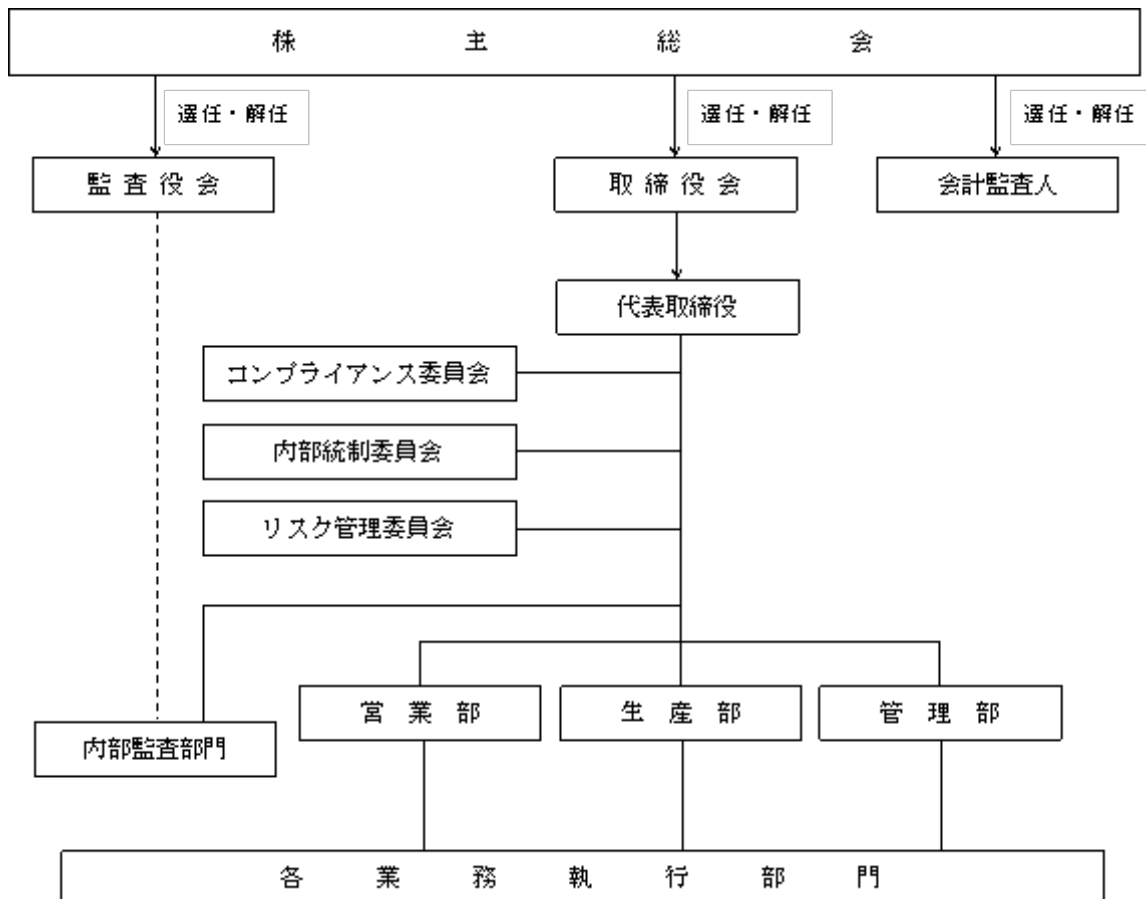 株主総会
選任・解任
選任・解任
選任・解任
監査役会
取締役会
会計監査人
代表取締役
コンプライアンス委員会
内部統制委員会
リスク管理委員会
営業部
生産部
管理部
内部監査部門
各業務執行部門